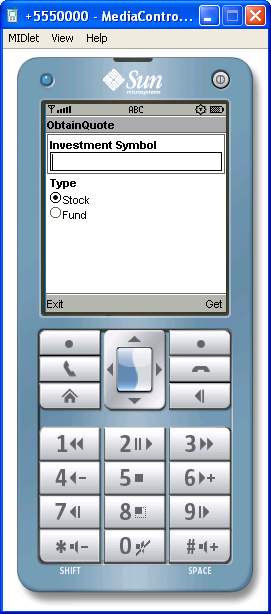 +5550000 - MediaContro...
MIDlet View Help
Sun
microsystems
ABC
ObtainQuote
Investment Symbol
Type
Stock
Fund
Exit Get
1 2 3
4 - 5 6 +
7 8 9
* - 0 # +
SHIFT SPACE